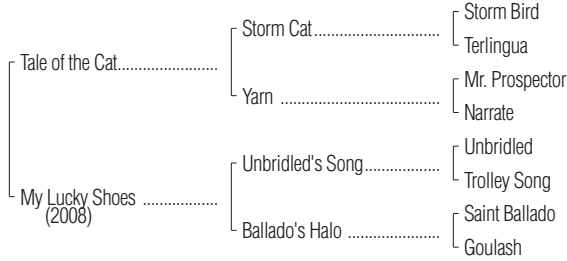 Storm Bird
Storm Cat........................................
Terlingua
Tale of the Cat........................
Mr. Prospector
Yarn ........................................
Narrate
Unbridled
Unbridled's Song........................
Trolley Song
My Lucky Shoes ..................
(2008)
Saint Ballado
Ballado's Halo ........................
Goulash